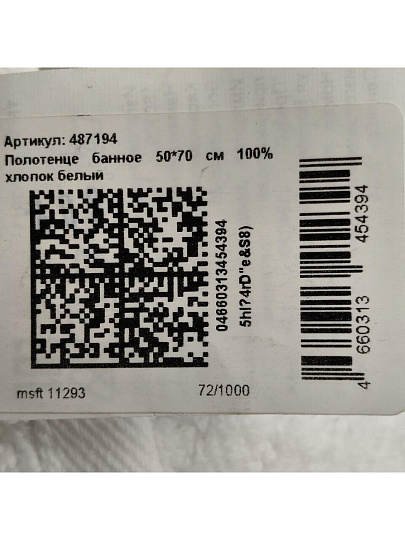 Артикул: 487194
Полотенце банное 50*70 см 100%
хлопок белый
04660313454394
5hI?4rD"e&S8)
4 660313 454394
msft 11293
72/1000